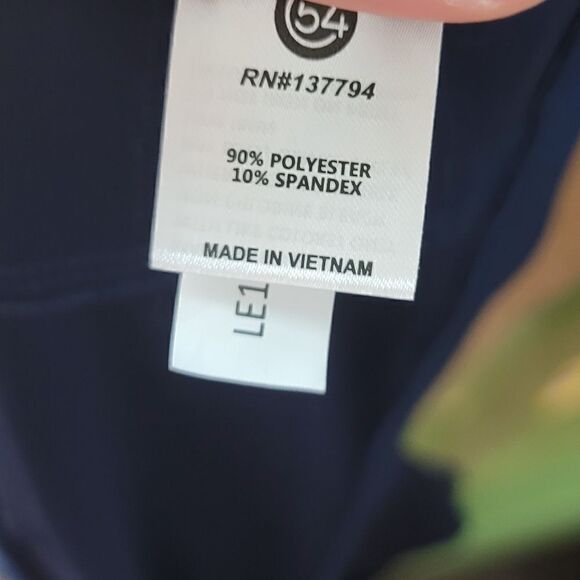 54
RN#137794
90% POLYESTER
10% SPANDEX
MADE IN VIETNAM
LE1